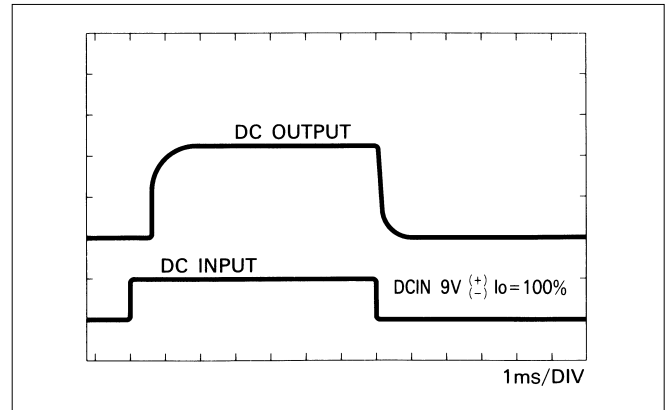 DC OUTPUT
DC INPUT
DCIN 9V (+) (−) Io=100%
1ms/DIV